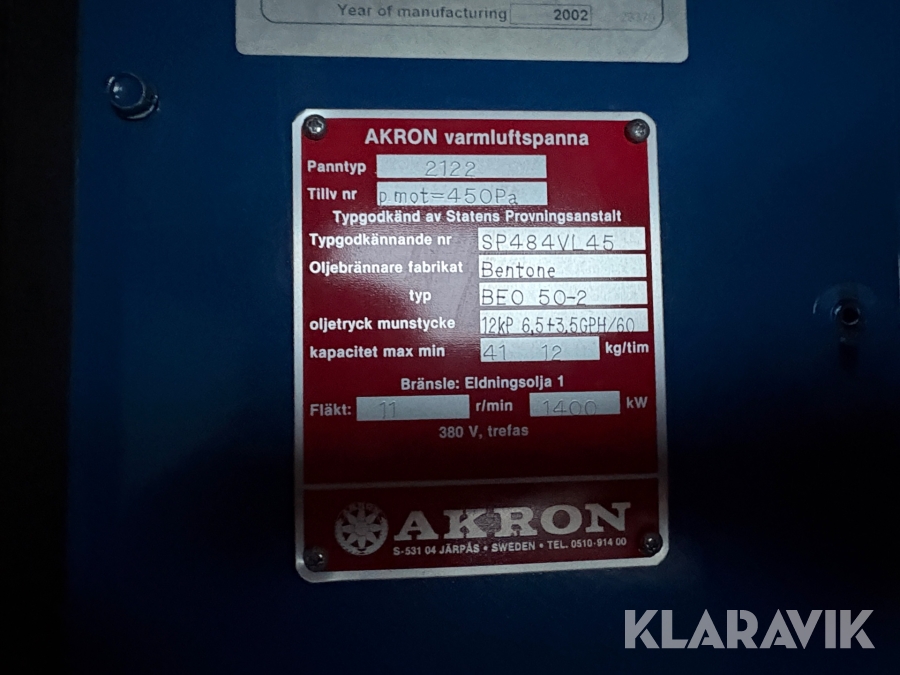 Year of manufacturing 2002
AKRON varmluftspanna
Panntyp 2122
Tillv nr p mot=450Pa
Typgodkänd av Statens Provningsanstalt
Typgodkännande nr SP484VL45
Oljebrännare fabrikat Bentone
typ BEO 50-2
oljetryck munstycke 12kP 6,5+3,5GPH/60
kapacitet max min 41 12 kg/tim
Bränsle: Eldningsolja 1
Fläkt: 11 r/min 1400 kW
380 V, trefas
AKRON
S-531 04 JÄRPÅS • SWEDEN • TEL. 0510-914 00
KLARAVIK